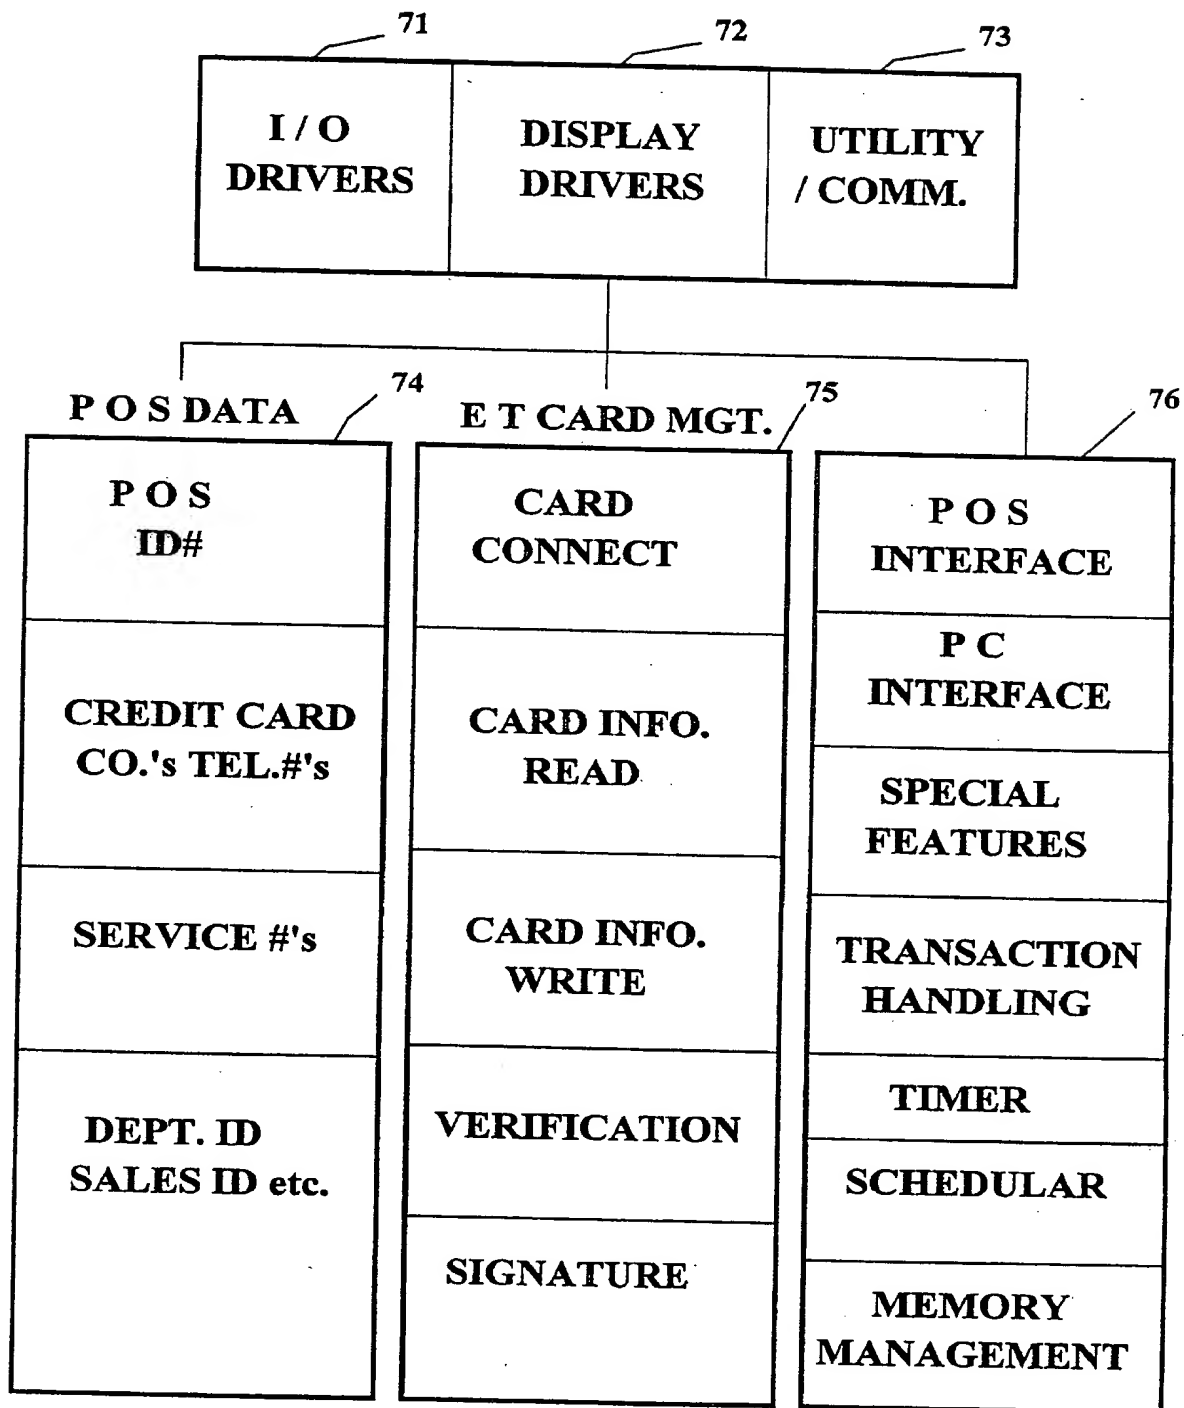 71
72
73
I / O
DRIVERS
DISPLAY
DRIVERS
UTILITY
/ COMM.
P O S DATA
74
P O S
ID#
CREDIT CARD
CO.'s TEL.#'s
SERVICE #'s
DEPT. ID
SALES ID etc.
E T CARD MGT.
75
CARD
CONNECT
CARD INFO.
READ
CARD INFO.
WRITE
VERIFICATION
SIGNATURE
76
P O S
INTERFACE
P C
INTERFACE
SPECIAL
FEATURES
TRANSACTION
HANDLING
TIMER
SCHEDULAR
MEMORY
MANAGEMENT